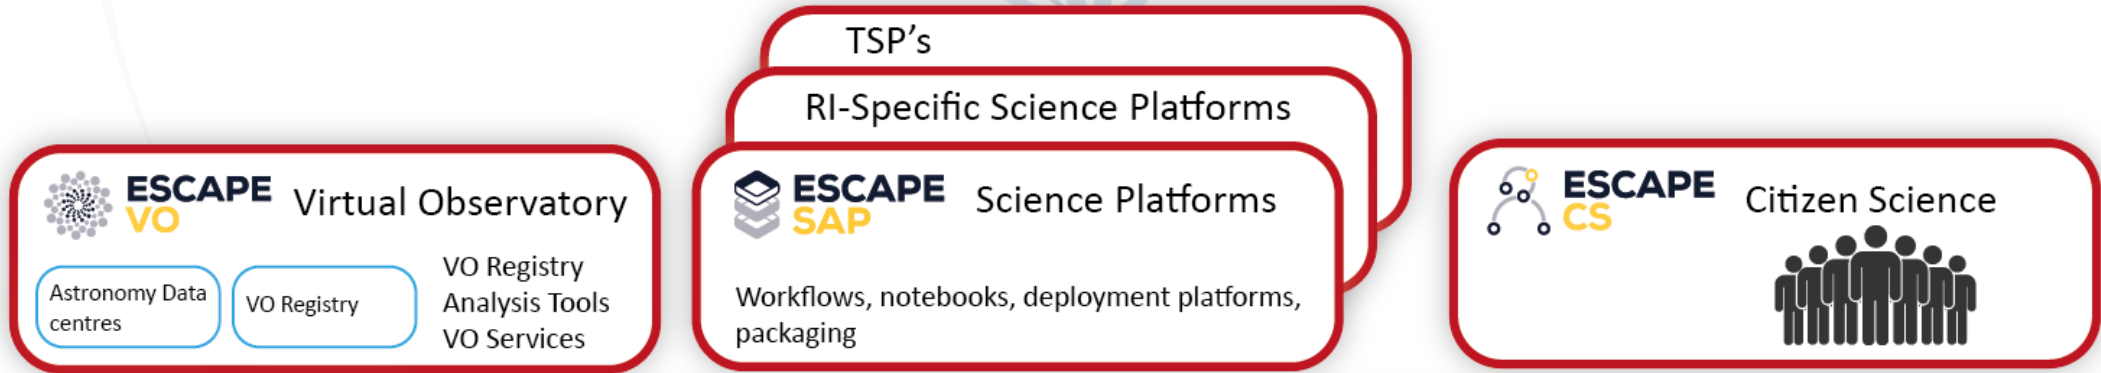 TSP's
RI-Specific Science Platforms
ESCAPE
VO
Virtual Observatory
Astronomy Data
centres
VO Registry
VO Registry
Analysis Tools
VO Services
ESCAPE
SAP
Science Platforms
Workflows, notebooks, deployment platforms,
packaging
ESCAPE
CS
Citizen Science